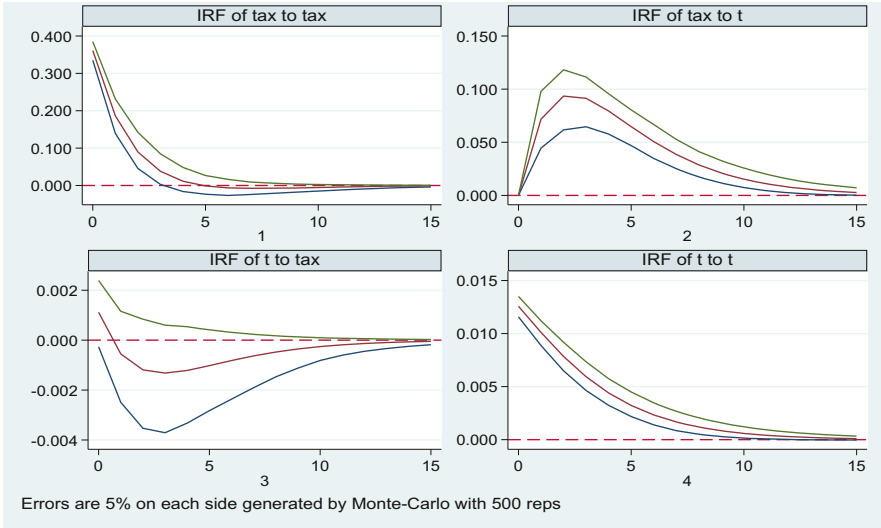 IRF of tax to tax
0.400
0.300
0.200
0.100
0.000
0 5 10 15
1
IRF of tax to t
0.150
0.100
0.050
0.000
0 5 10 15
2
IRF of t to tax
0.002
0.000
-0.002
-0.004
0 5 10 15
3
IRF of t to t
0.015
0.010
0.005
0.000
0 5 10 15
4
Errors are 5% on each side generated by Monte-Carlo with 500 reps